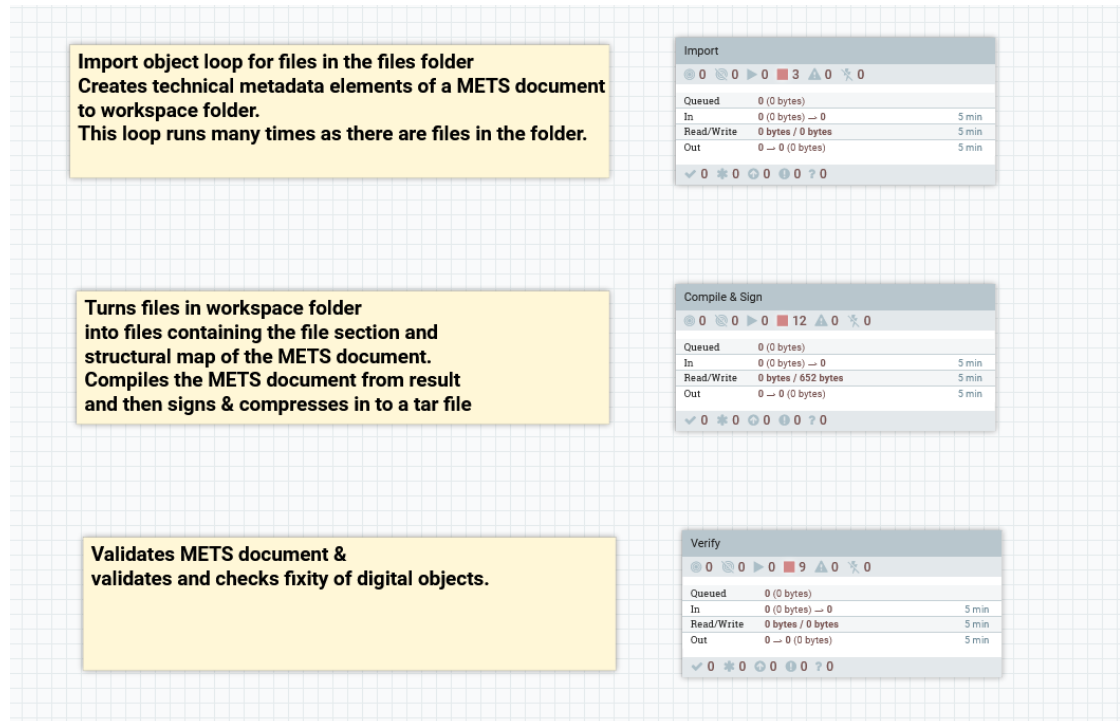 Import object loop for files in the files folder
Creates technical metadata elements of a METS document
to workspace folder.
This loop runs many times as there are files in the folder.
Import
0 0 0 3 0 0
Queued 0 (0 bytes)
In 0 (0 bytes) → 0 5 min
Read/Write 0 bytes / 0 bytes 5 min
Out 0 → 0 (0 bytes) 5 min
0 0 0 0 ? 0
Turns files in workspace folder
into files containing the file section and
structural map of the METS document.
Compiles the METS document from result
and then signs & compresses in to a tar file
Compile & Sign
0 0 0 12 0 0
Queued 0 (0 bytes)
In 0 (0 bytes) → 0 5 min
Read/Write 0 bytes / 652 bytes 5 min
Out 0 → 0 (0 bytes) 5 min
0 0 0 0 ? 0
Validates METS document &
validates and checks fixity of digital objects.
Verify
0 0 0 9 0 0
Queued 0 (0 bytes)
In 0 (0 bytes) → 0 5 min
Read/Write 0 bytes / 0 bytes 5 min
Out 0 → 0 (0 bytes) 5 min
0 0 0 0 ? 0